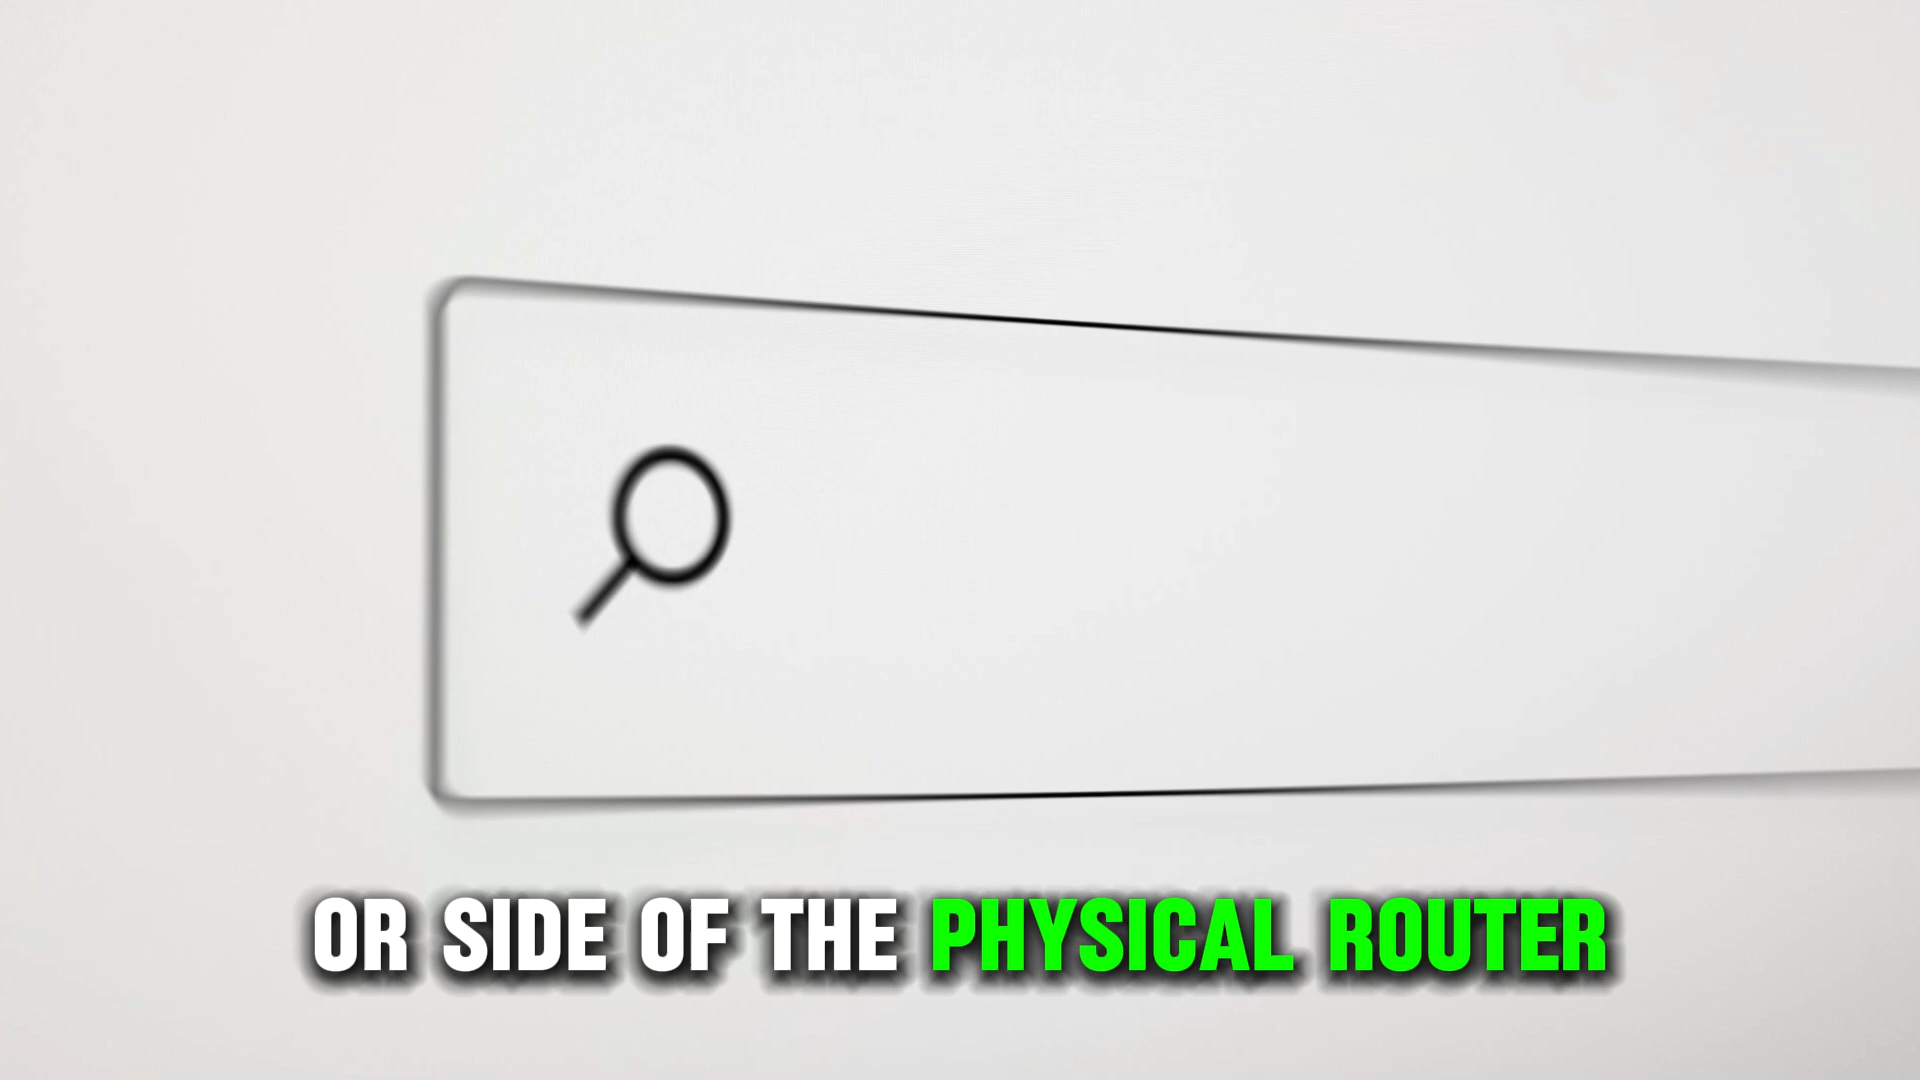 OR SIDE OF THE PHYSICAL ROUTER